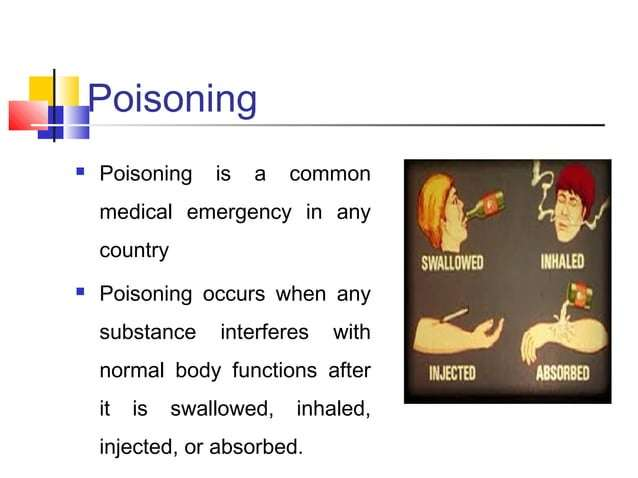 Poisoning
Poisoning is a common
medical emergency in any
country
Poisoning occurs when any
substance interferes with
normal body functions after
it is swallowed, inhaled,
injected, or absorbed.
SWALLOWED
INHALED
INJECTED
ABSORBED